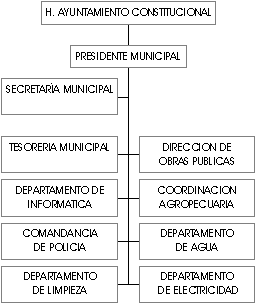 H. AYUNTAMIENTO CONSTITUCIONAL
PRESIDENTE MUNICIPAL
SECRETARÍA MUNICIPAL
TESORERIA MUNICIPAL
DIRECCION DE
OBRAS PUBLICAS
DEPARTAMENTO DE
INFORMATICA
COORDINACION
AGROPECUARIA
COMANDANCIA
DE POLICIA
DEPARTAMENTO
DE AGUA
DEPARTAMENTO
DE LIMPIEZA
DEPARTAMENTO
DE ELECTRICIDAD